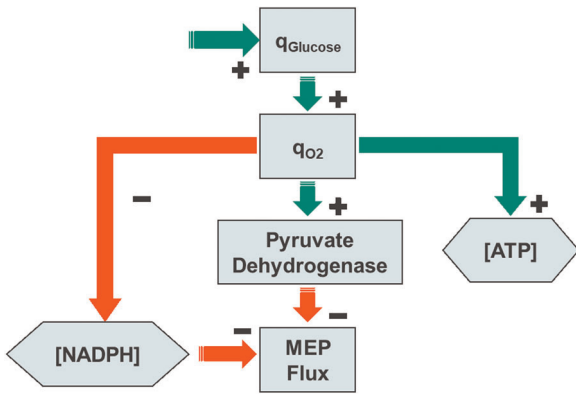 qGlucose
+
+
qO2
−
+
+
Pyruvate
Dehydrogenase
[ATP]
−
−
[NADPH]
MEP
Flux